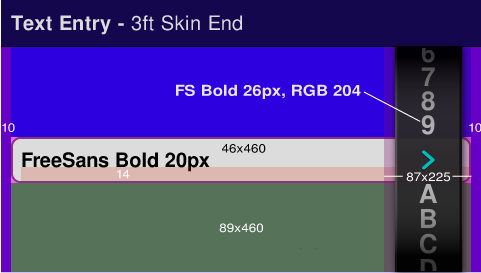 Text Entry - 3ft Skin End
6
7
FS Bold 26px, RGB 204
8
9
10
10
46x460
FreeSans Bold 20px
>
14
87x225
A
B
89x460
C
D